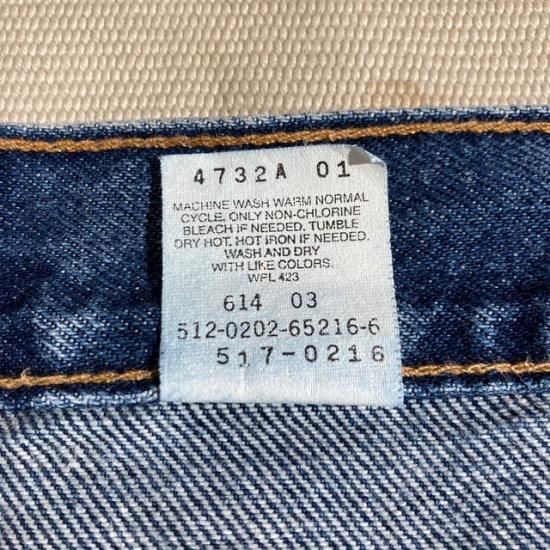 4732A 01
MACHINE WASH WARM NORMAL
CYCLE. ONLY NON-CHLORINE
BLEACH IF NEEDED. TUMBLE
DRY HOT. HOT IRON IF NEEDED.
WASH AND DRY
WITH LIKE COLORS.
WPL 423
614 03
512-0202-65216-6
517-0216